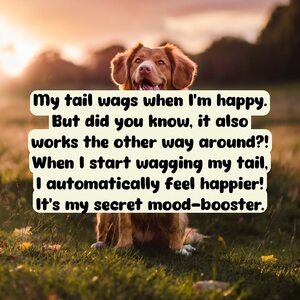 My tail wags when I'm happy.
But did you know, it also
works the other way around?!
When I start wagging my tail,
I automatically feel happier!
It's my secret mood-booster.